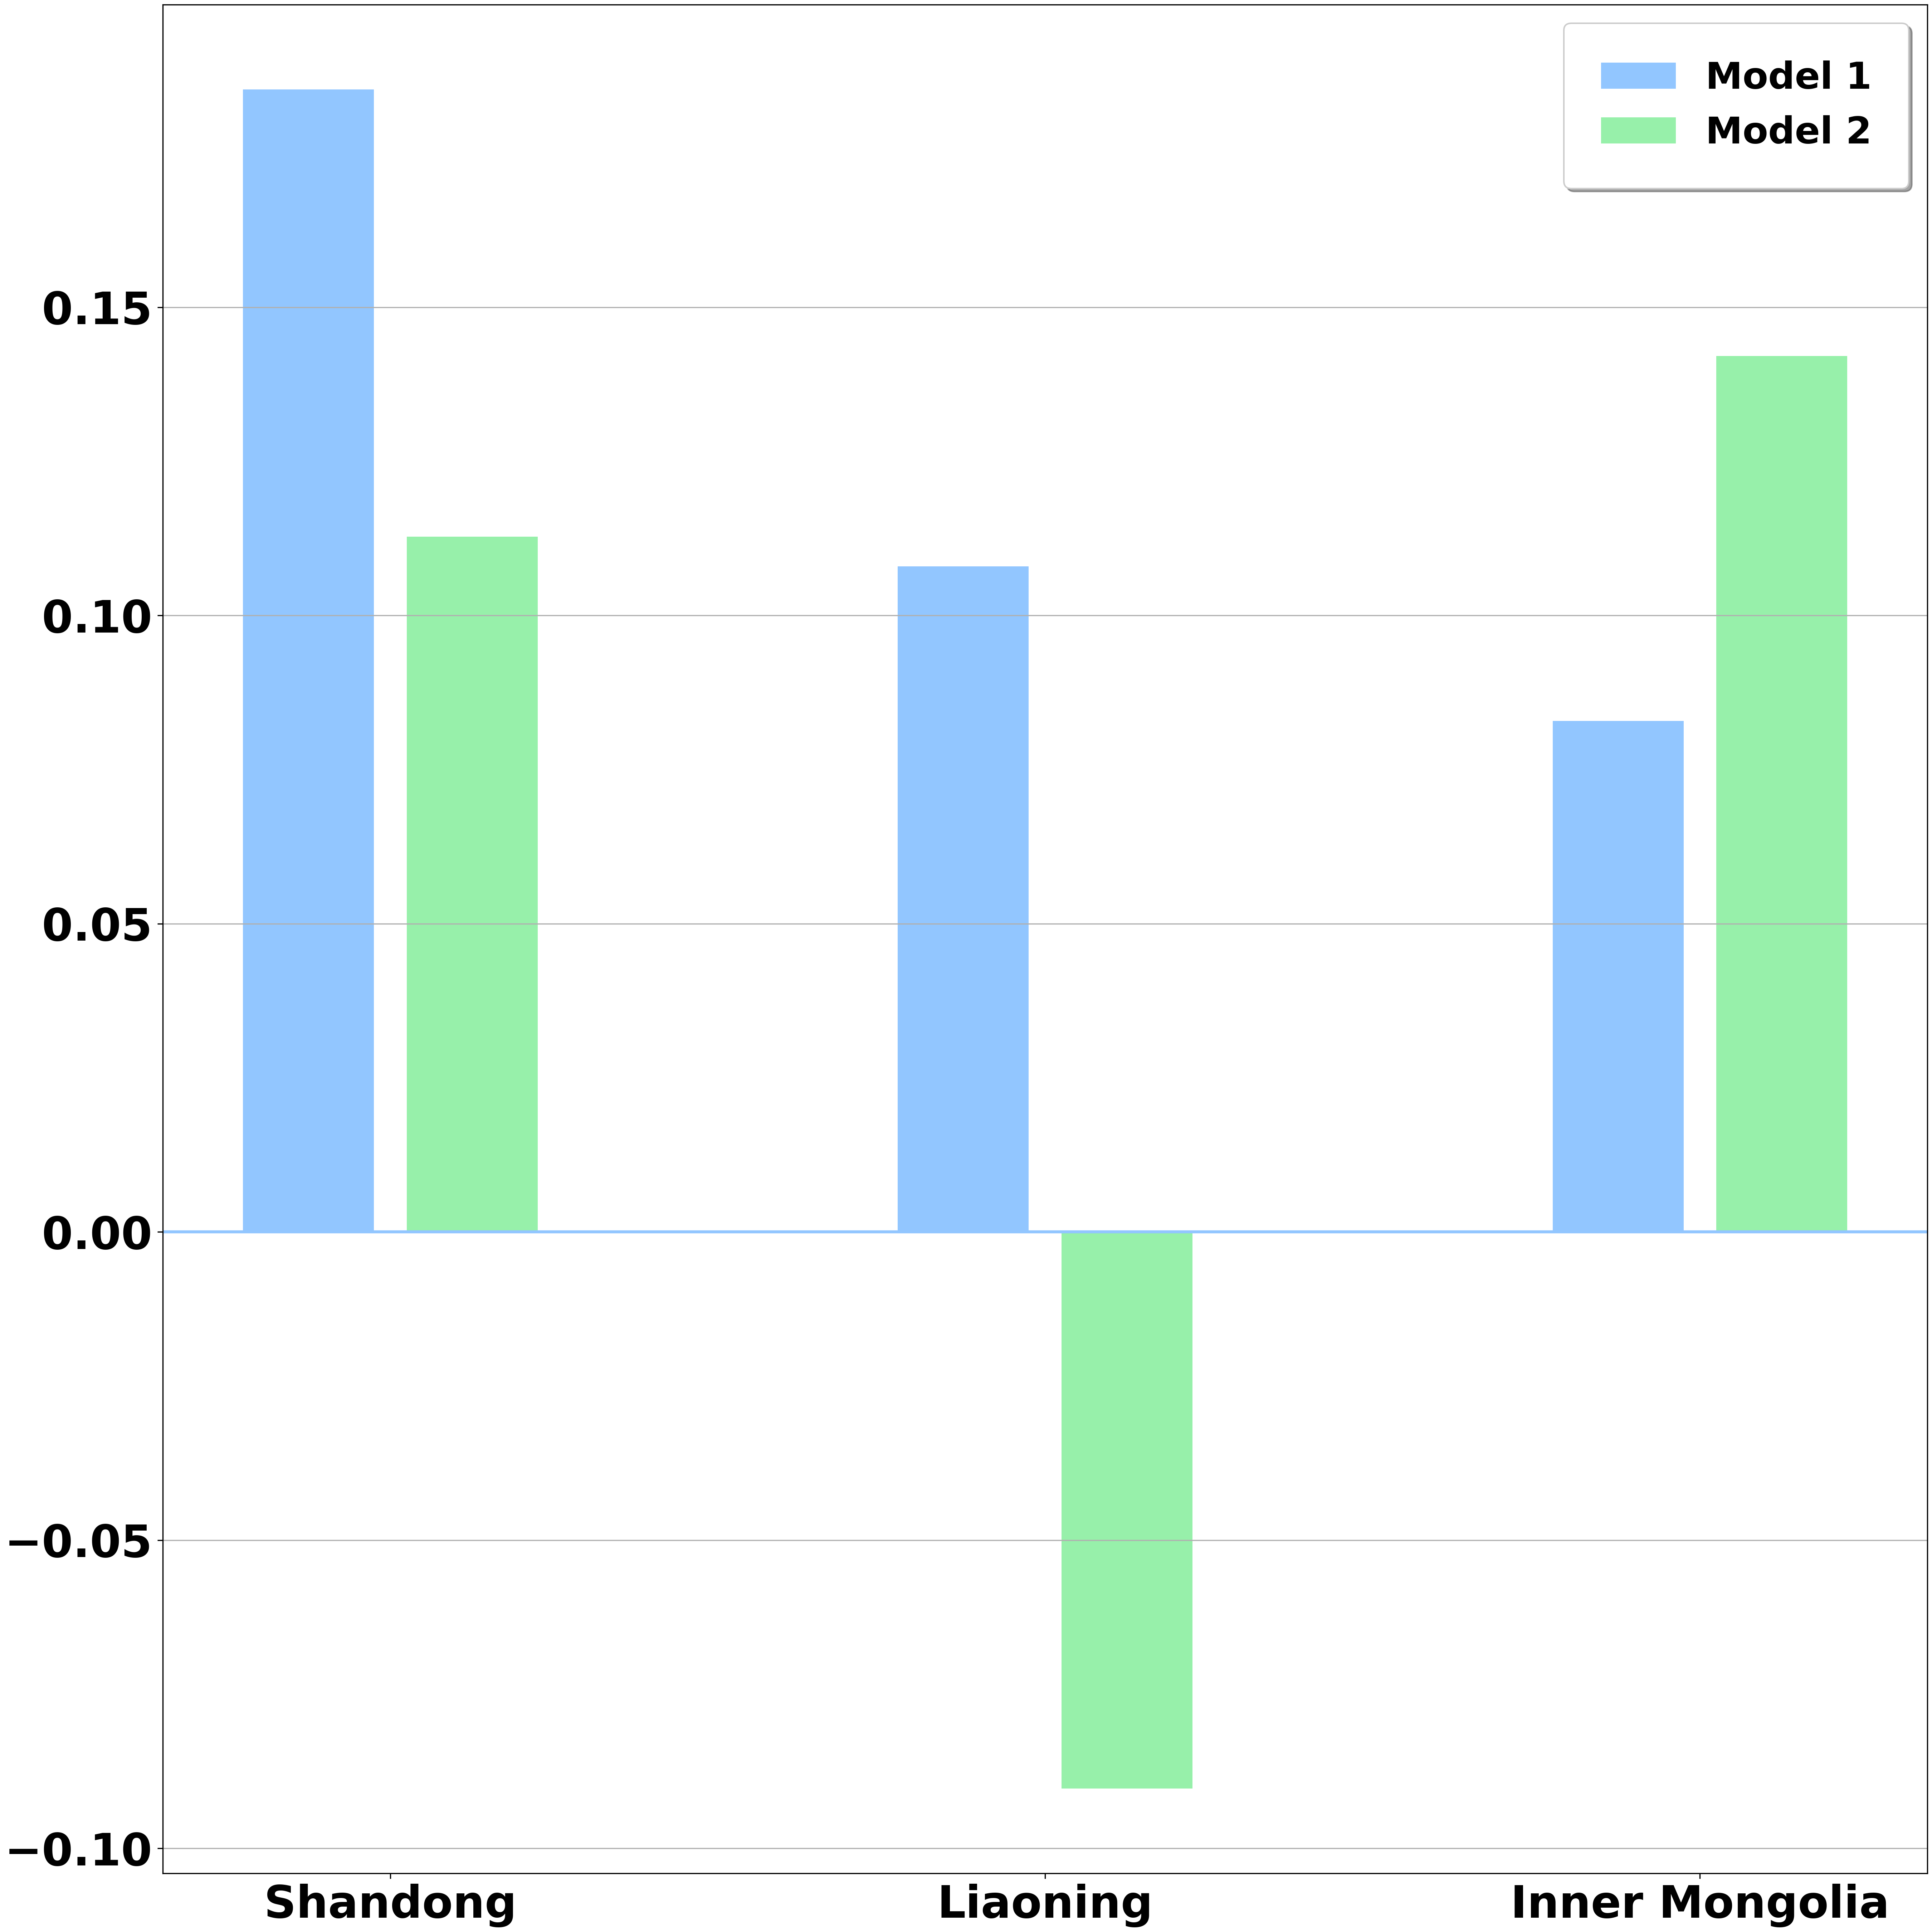 Model 1
Model 2
0.15
0.10
0.05
0.00
−0.05
−0.10
Shandong
Liaoning
Inner Mongolia